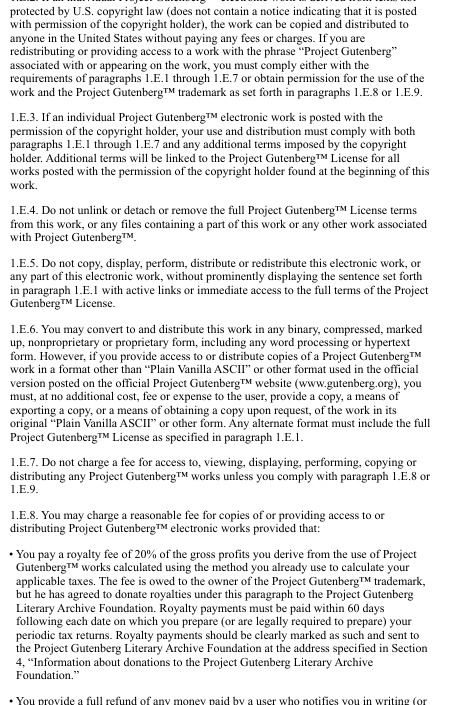 protected by U.S. copyright law (does not contain a notice indicating that it is posted
with permission of the copyright holder), the work can be copied and distributed to
anyone in the United States without paying any fees or charges. If you are
redistributing or providing access to a work with the phrase “Project Gutenberg”
associated with or appearing on the work, you must comply either with the
requirements of paragraphs 1.E.1 through 1.E.7 or obtain permission for the use of the
work and the Project Gutenberg™ trademark as set forth in paragraphs 1.E.8 or 1.E.9.
1.E.3. If an individual Project Gutenberg™ electronic work is posted with the
permission of the copyright holder, your use and distribution must comply with both
paragraphs 1.E.1 through 1.E.7 and any additional terms imposed by the copyright
holder. Additional terms will be linked to the Project Gutenberg™ License for all
works posted with the permission of the copyright holder found at the beginning of this
work.
1.E.4. Do not unlink or detach or remove the full Project Gutenberg™ License terms
from this work, or any files containing a part of this work or any other work associated
with Project Gutenberg™.
1.E.5. Do not copy, display, perform, distribute or redistribute this electronic work, or
any part of this electronic work, without prominently displaying the sentence set forth
in paragraph 1.E.1 with active links or immediate access to the full terms of the Project
Gutenberg™ License.
1.E.6. You may convert to and distribute this work in any binary, compressed, marked
up, nonproprietary or proprietary form, including any word processing or hypertext
form. However, if you provide access to or distribute copies of a Project Gutenberg™
work in a format other than “Plain Vanilla ASCII” or other format used in the official
version posted on the official Project Gutenberg™ website (www.gutenberg.org), you
must, at no additional cost, fee or expense to the user, provide a copy, a means of
exporting a copy, or a means of obtaining a copy upon request, of the work in its
original “Plain Vanilla ASCII” or other form. Any alternate format must include the full
Project Gutenberg™ License as specified in paragraph 1.E.1.
1.E.7. Do not charge a fee for access to, viewing, displaying, performing, copying or
distributing any Project Gutenberg™ works unless you comply with paragraph 1.E.8 or
1.E.9.
1.E.8. You may charge a reasonable fee for copies of or providing access to or
distributing Project Gutenberg™ electronic works provided that:
• You pay a royalty fee of 20% of the gross profits you derive from the use of Project
Gutenberg™ works calculated using the method you already use to calculate your
applicable taxes. The fee is owed to the owner of the Project Gutenberg™ trademark,
but he has agreed to donate royalties under this paragraph to the Project Gutenberg
Literary Archive Foundation. Royalty payments must be paid within 60 days
following each date on which you prepare (or are legally required to prepare) your
periodic tax returns. Royalty payments should be clearly marked as such and sent to
the Project Gutenberg Literary Archive Foundation at the address specified in Section
4, “Information about donations to the Project Gutenberg Literary Archive
Foundation.”
• You provide a full refund of any money paid by a user who notifies you in writing (or